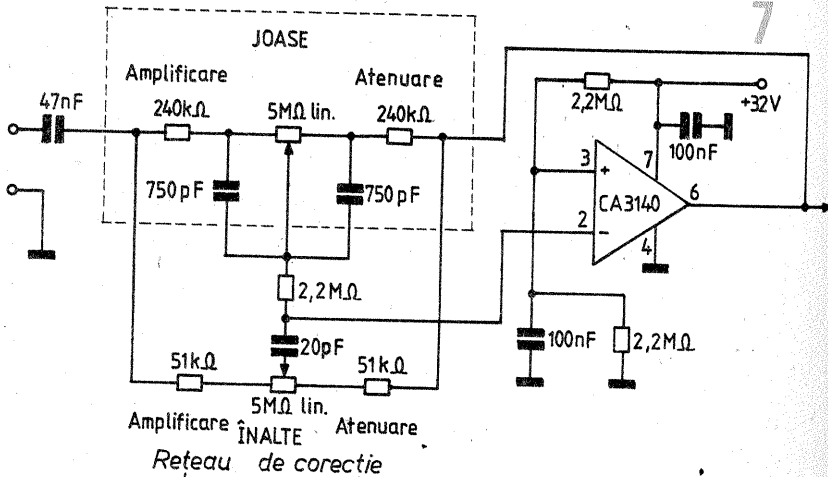 7
JOASE
Amplificare
Atenuare
47nF
240kΩ
5MΩ lin.
240kΩ
2,2MΩ
+32V
100nF
750pF
750pF
3
+
7
CA3140
6
2
-
4
2,2MΩ
20pF
100nF
2,2MΩ
51kΩ
51kΩ
5MΩ lin.
Amplificare
ÎNALTE
Atenuare
Rețeau de corecție